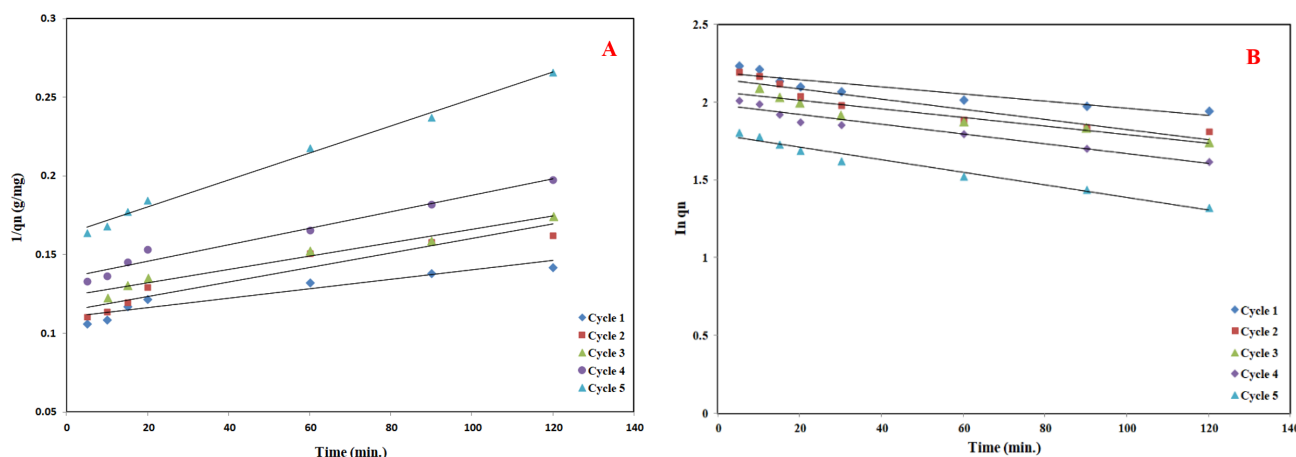 A
0.3
0.25
0.2
0.15
0.1
0.05
1/qn (g/mg)
0 20 40 60 80 100 120 140
Time (min.)
Cycle 1
Cycle 2
Cycle 3
Cycle 4
Cycle 5
B
2.5
2
1.5
1
0.5
0
In qn
0 20 40 60 80 100 120 140
Time (min.)
Cycle 1
Cycle 2
Cycle 3
Cycle 4
Cycle 5